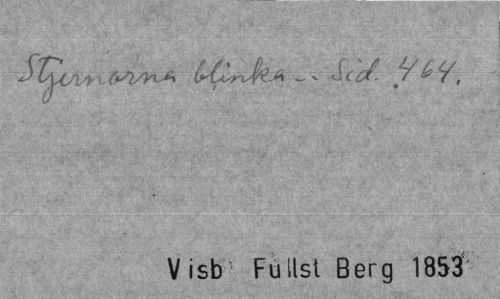 Stjernorna blinka -.. Sid. 464.
Visb Fullst Berg 1853